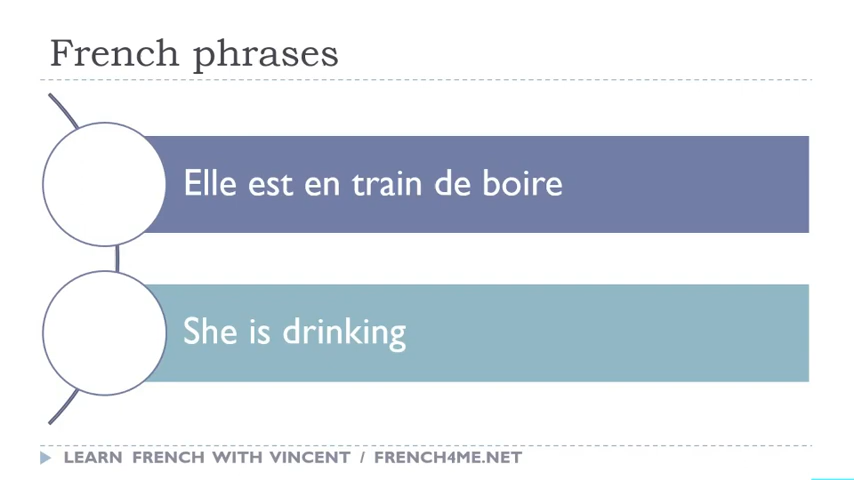 French phrases
Elle est en train de boire
She is drinking
LEARN FRENCH WITH VINCENT / FRENCH4ME.NET